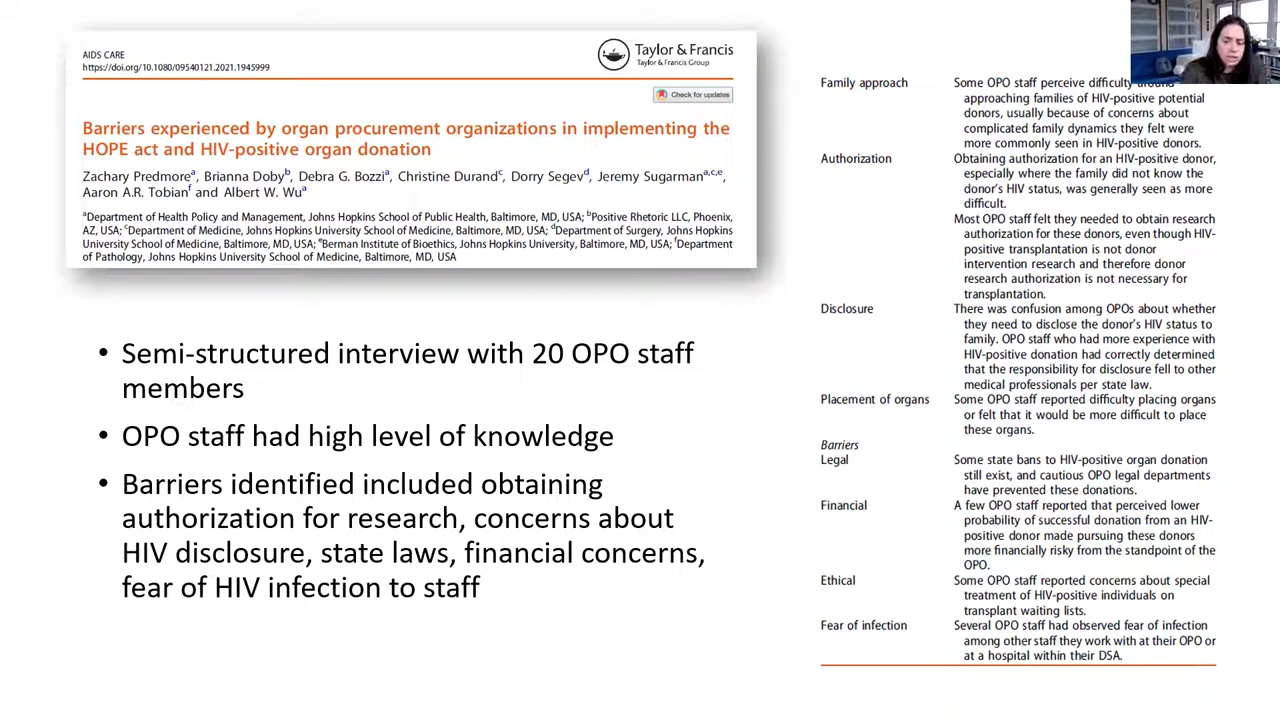 AIDS CARE
https://doi.org/10.1080/09540121.2021.1945999
Taylor & Francis
Taylor & Francis Group
Check for updates
Barriers experienced by organ procurement organizations in implementing the
HOPE act and HIV-positive organ donation
Zachary Predmoreᵃ, Brianna Dobyᵇ, Debra G. Bozziᵃ, Christine Durandᶜ, Dorry Segevᵈ, Jeremy Sugarmanᵃ,ᶜ,ᵉ,
Aaron A.R. Tobianᶠ and Albert W. Wuᵃ
ᵃDepartment of Health Policy and Management, Johns Hopkins School of Public Health, Baltimore, MD, USA; ᵇPositive Rhetoric LLC, Phoenix,
AZ, USA; ᶜDepartment of Medicine, Johns Hopkins University School of Medicine, Baltimore, MD, USA; ᵈDepartment of Surgery, Johns Hopkins
University School of Medicine, Baltimore, MD, USA; ᵉBerman Institute of Bioethics, Johns Hopkins University, Baltimore, MD, USA; ᶠDepartment
of Pathology, Johns Hopkins University School of Medicine, Baltimore, MD, USA
• Semi-structured interview with 20 OPO staff
members
• OPO staff had high level of knowledge
• Barriers identified included obtaining
authorization for research, concerns about
HIV disclosure, state laws, financial concerns,
fear of HIV infection to staff
Family approach Some OPO staff perceive difficulty around
approaching families of HIV-positive potential
donors, usually because of concerns about
complicated family dynamics they felt were
more commonly seen in HIV-positive donors.
Authorization Obtaining authorization for an HIV-positive donor,
especially where the family did not know the
donor's HIV status, was generally seen as more
difficult.
Most OPO staff felt they needed to obtain research
authorization for these donors, even though HIV-
positive transplantation is not donor
intervention research and therefore donor
research authorization is not necessary for
transplantation.
Disclosure There was confusion among OPOs about whether
they need to disclose the donor's HIV status to
family. OPO staff who had more experience with
HIV-positive donation had correctly determined
that the responsibility for disclosure fell to other
medical professionals per state law.
Placement of organs Some OPO staff reported difficulty placing organs
or felt that it would be more difficult to place
these organs.
Barriers
Legal Some state bans to HIV-positive organ donation
still exist, and cautious OPO legal departments
have prevented these donations.
Financial A few OPO staff reported that perceived lower
probability of successful donation from an HIV-
positive donor made pursuing these donors
more financially risky from the standpoint of the
OPO.
Ethical Some OPO staff reported concerns about special
treatment of HIV-positive individuals on
transplant waiting lists.
Fear of infection Several OPO staff had observed fear of infection
among other staff they work with at their OPO or
at a hospital within their DSA.